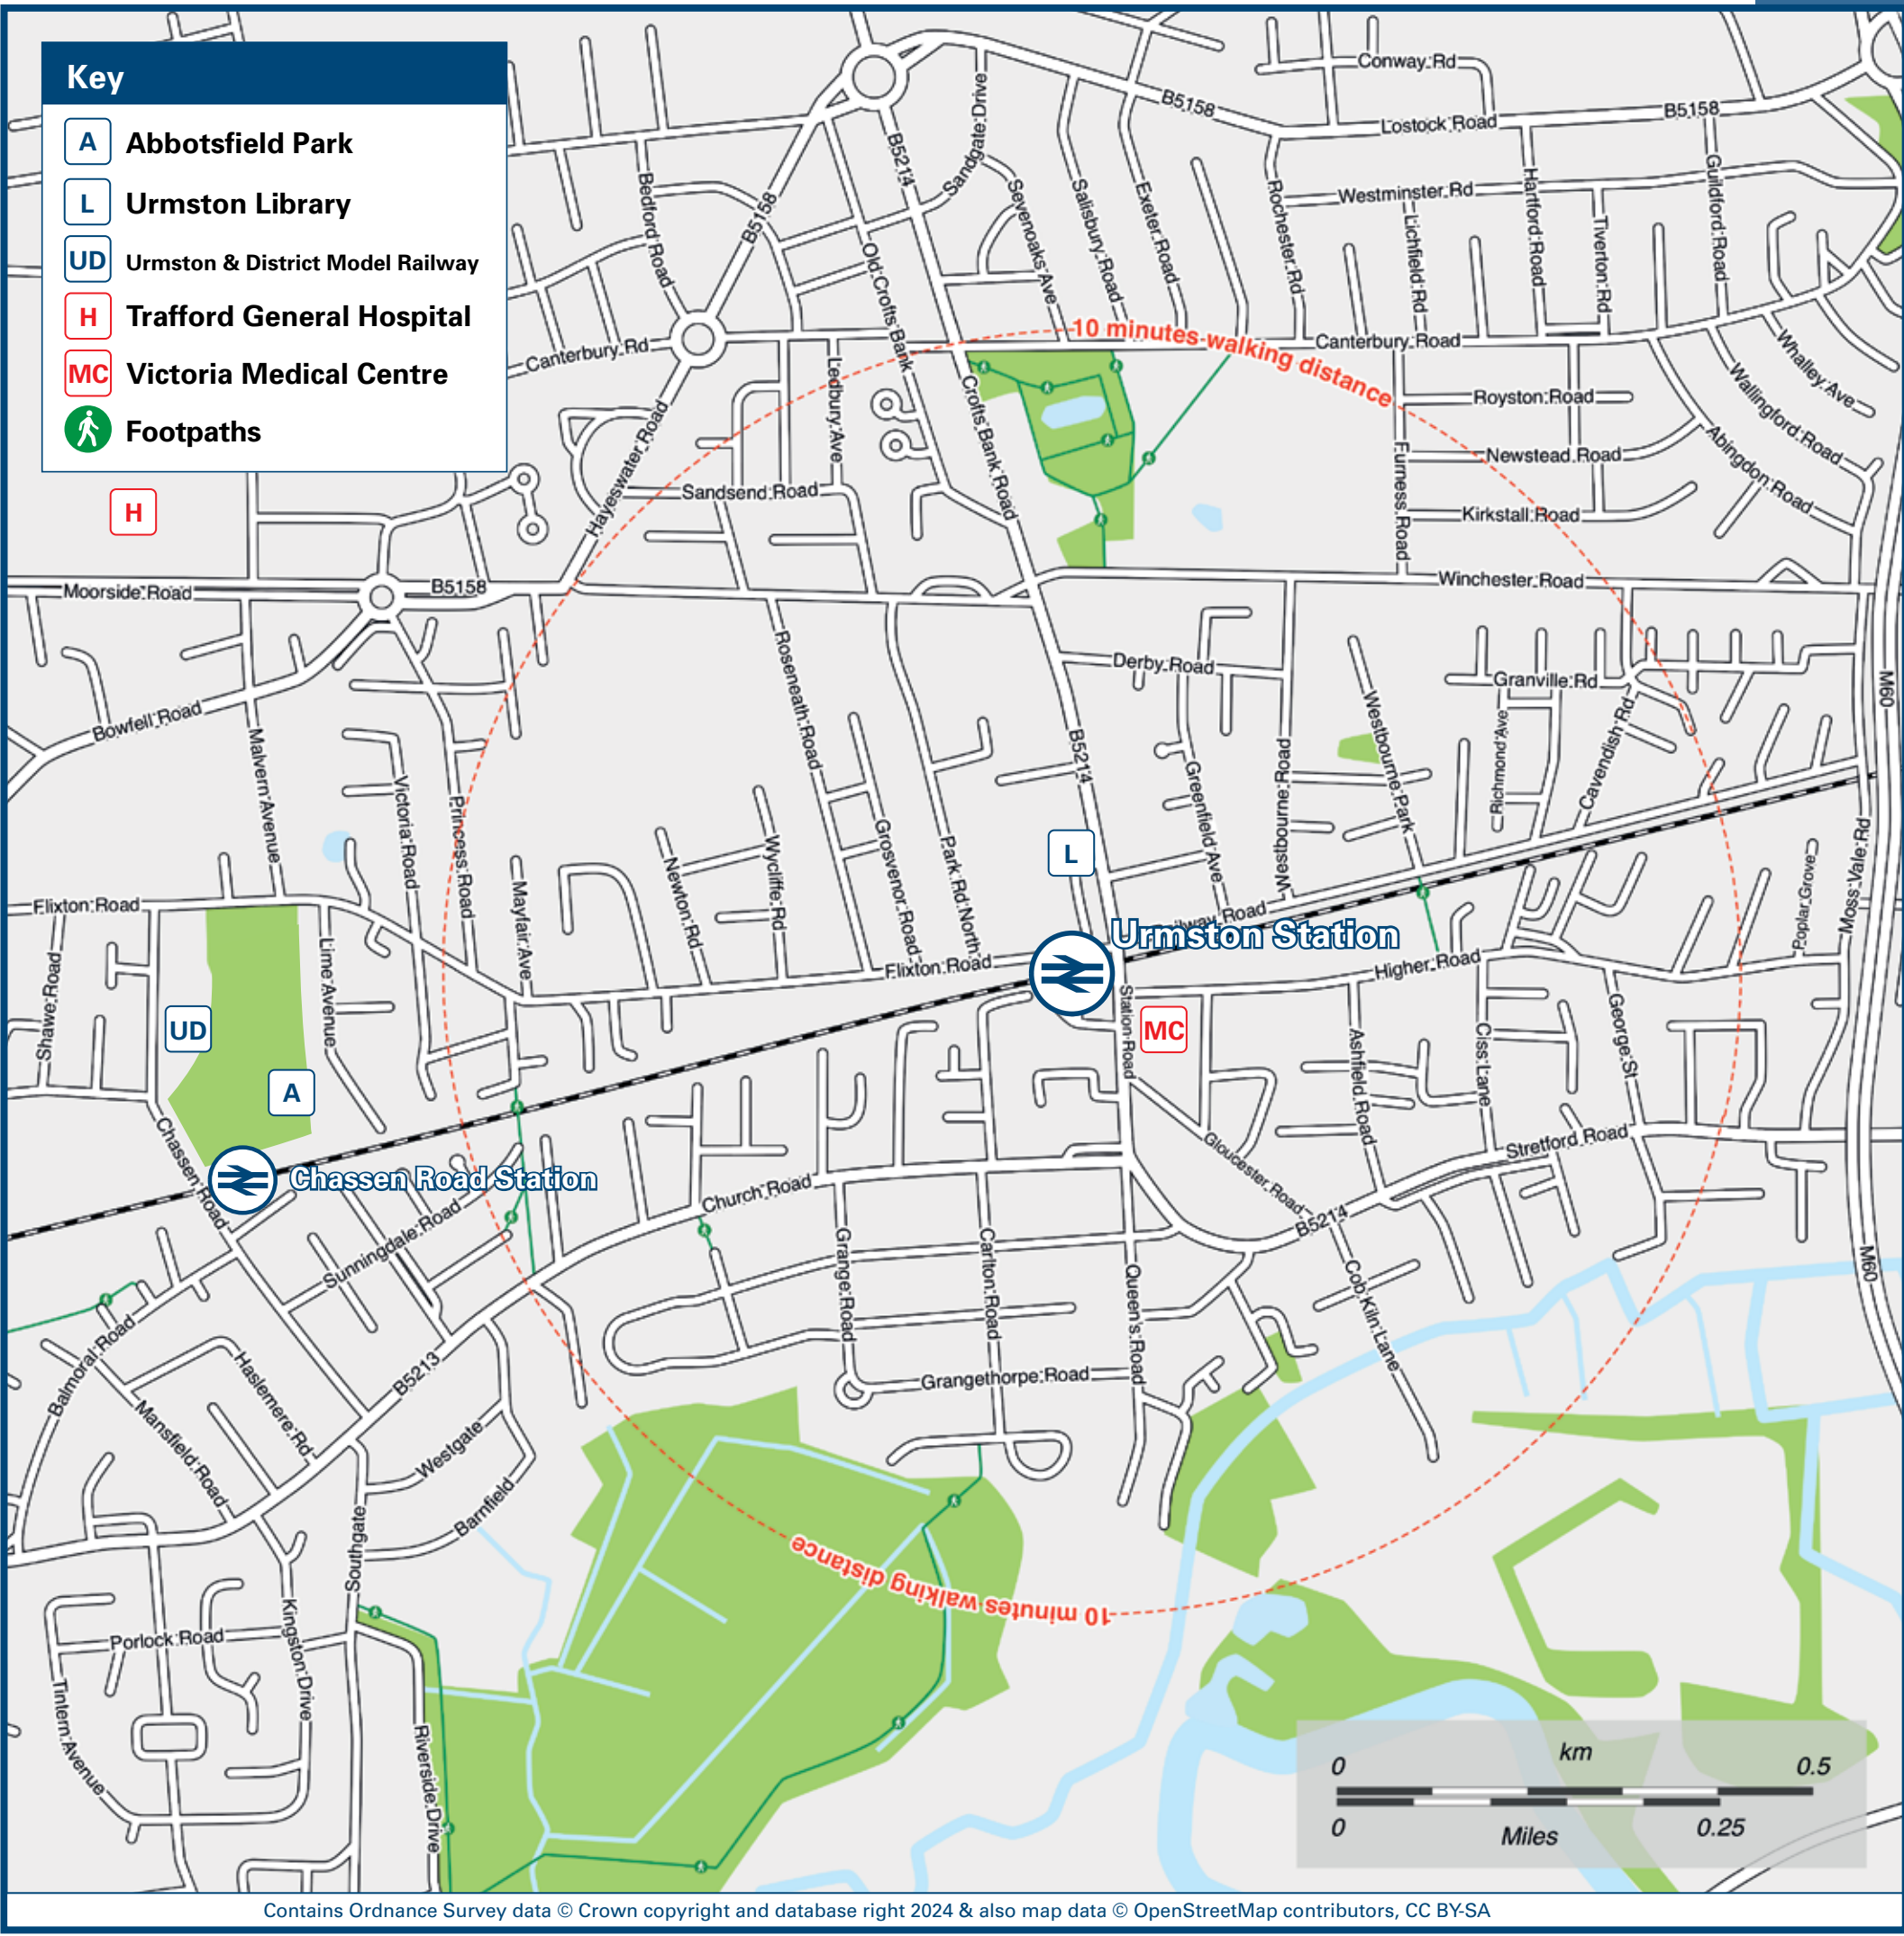 Key
A Abbotsfield Park
L Urmston Library
UD Urmston & District Model Railway
H Trafford General Hospital
MC Victoria Medical Centre
Footpaths
Conway Rd
B5158
Lostock Road
B5158
B5214
Sandgate Drive
Bedford Road
B5158
Sevenoaks Ave
Salisbury Road
Exeter Road
Rochester Rd
Westminster Rd
Lichfield Rd
Hartford Road
Tiverton Rd
Guildford Road
Old Crofts Bank
Canterbury Rd
10 minutes walking distance
Canterbury Road
Whalley Ave
Wallingford Road
Ledbury Ave
Crofts Bank Road
Royston Road
Abingdon Road
Hayeswater Road
Furness Road
Newstead Road
Sandsend Road
Kirkstall Road
H
Moorside Road
B5158
Winchester Road
Roseneath Road
Derby Road
Granville Rd
M60
Bowfell Road
Malvern Avenue
Victoria Road
Princess Road
B5214
Greenfield Ave
Westbourne Road
Westbourne Park
Richmond Ave
Cavendish Rd
L
Newton Rd
Wycliffe Rd
Grosvenor Road
Park Rd North
Mayfair Ave
Flixton Road
Railway Road
Urmston Station
Flixton Road
Higher Road
Poplar Grove
Moss Vale Rd
Shawe Road
Lime Avenue
UD
A
MC
Station Road
Ashfield Road
Ciss Lane
George St
Chassen Road
Chassen Road Station
Gloucester Road
Stretford Road
Church Road
B5214
Sunningdale Road
Grange Road
Carlton Road
Queen's Road
Cob Kiln Lane
M60
Balmoral Road
B5213
Grangethorpe Road
Haslemere Rd
Mansfield Road
Westgate
Barnfield
Southgate
10 minutes walking distance
Porlock Road
Kingston Drive
Tintern Avenue
Riverside Drive
0 km 0.5
0 Miles 0.25
Contains Ordnance Survey data © Crown copyright and database right 2024 & also map data © OpenStreetMap contributors, CC BY-SA